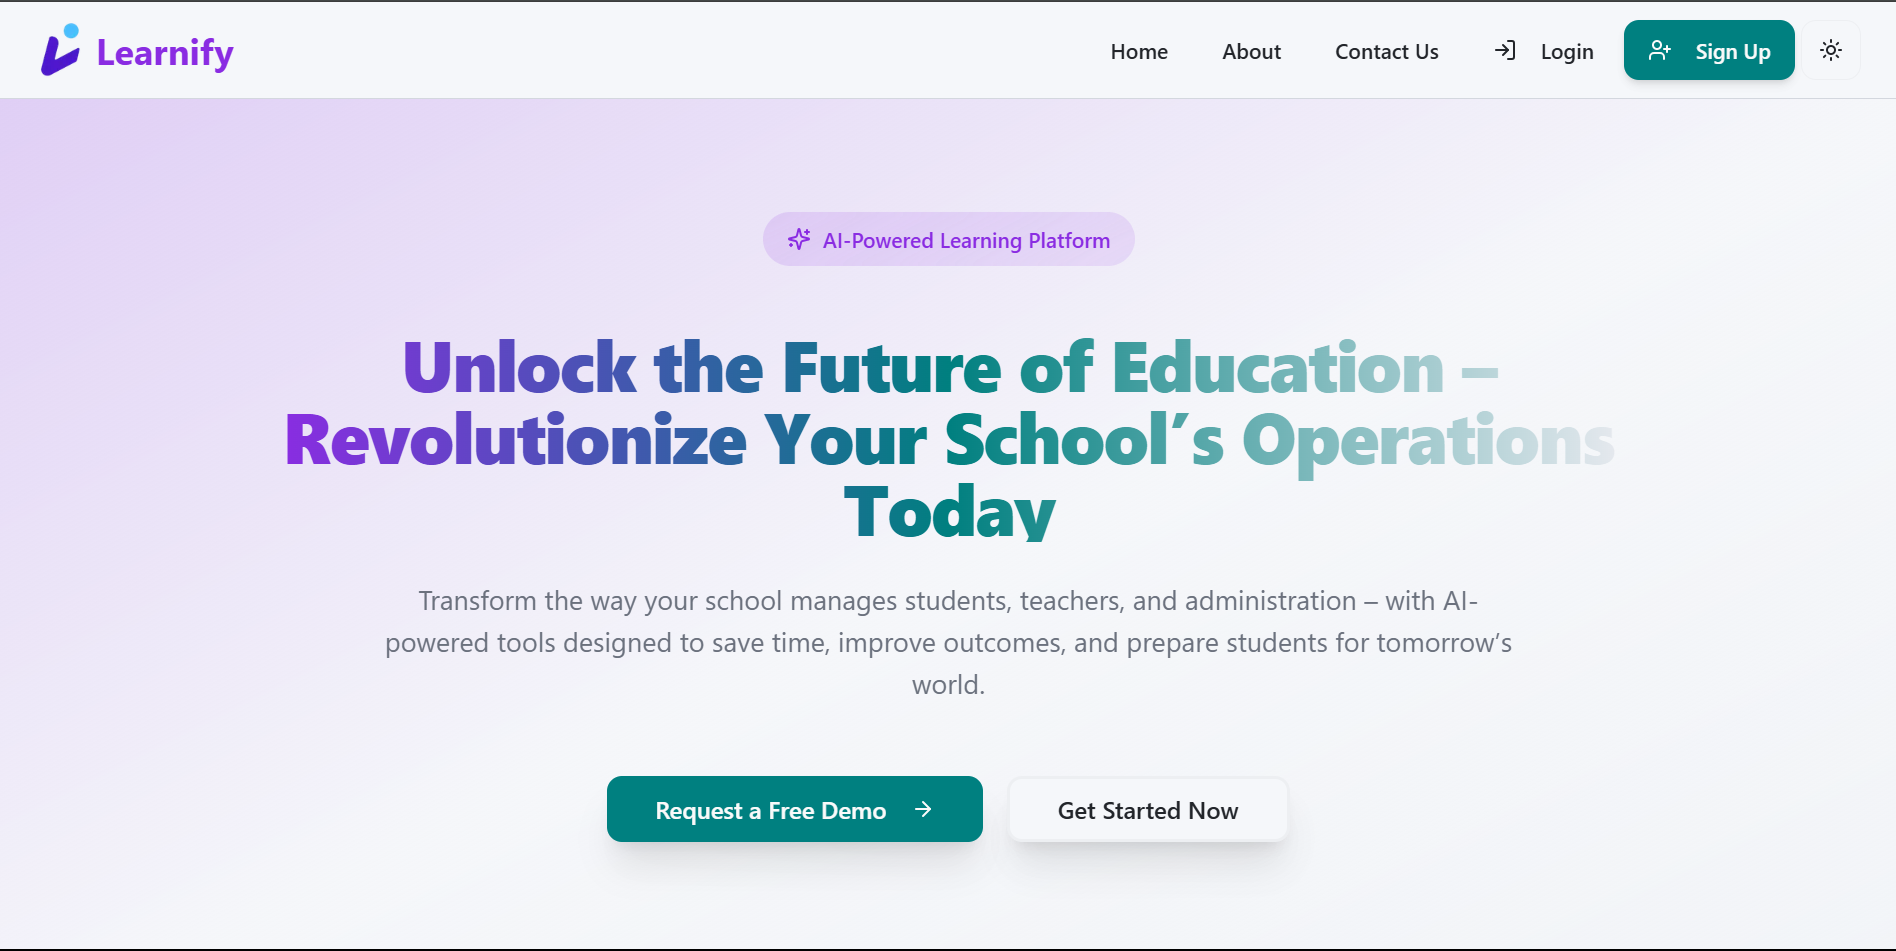 Learnify
Home
About
Contact Us
Login
Sign Up
AI-Powered Learning Platform
Unlock the Future of Education –
Revolutionize Your School’s Operations
Today
Transform the way your school manages students, teachers, and administration – with AI-
powered tools designed to save time, improve outcomes, and prepare students for tomorrow’s
world.
Request a Free Demo
Get Started Now